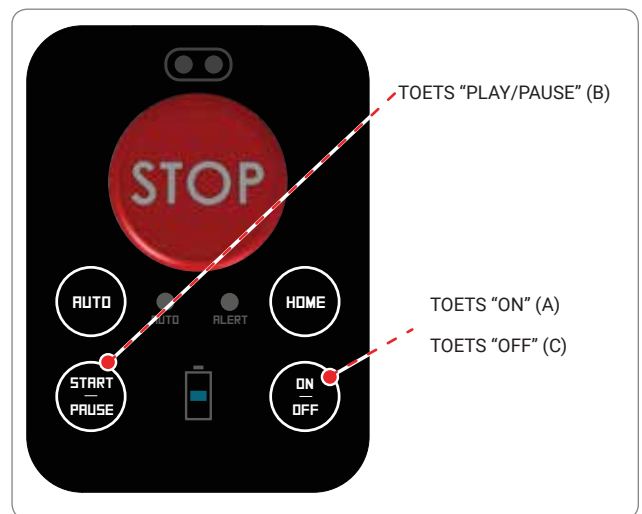 TOETS “PLAY/PAUSE” (B)
STOP
AUTO
AUTO
ALERT
HOME
TOETS “ON” (A)
TOETS “OFF” (C)
START
PAUSE
ON
OFF